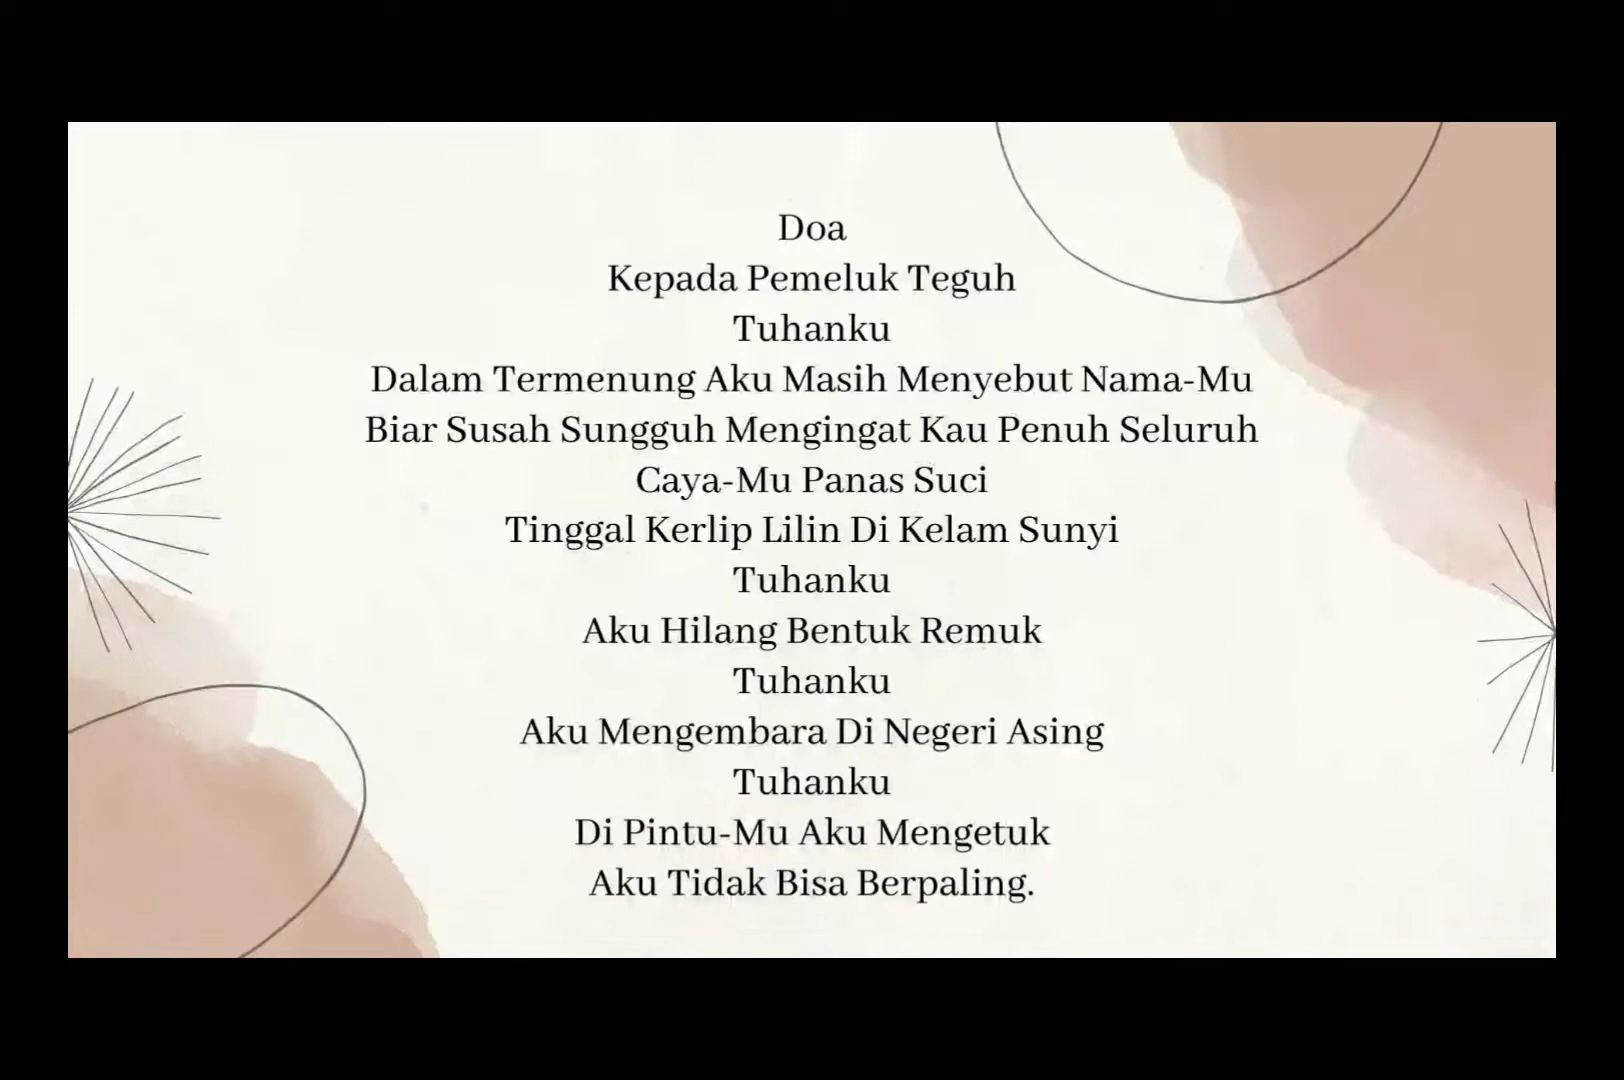 Doa
Kepada Pemeluk Teguh
Tuhanku
Dalam Termenung Aku Masih Menyebut Nama-Mu
Biar Susah Sungguh Mengingat Kau Penuh Seluruh
Caya-Mu Panas Suci
Tinggal Kerlip Lilin Di Kelam Sunyi
Tuhanku
Aku Hilang Bentuk Remuk
Tuhanku
Aku Mengembara Di Negeri Asing
Tuhanku
Di Pintu-Mu Aku Mengetuk
Aku Tidak Bisa Berpaling.